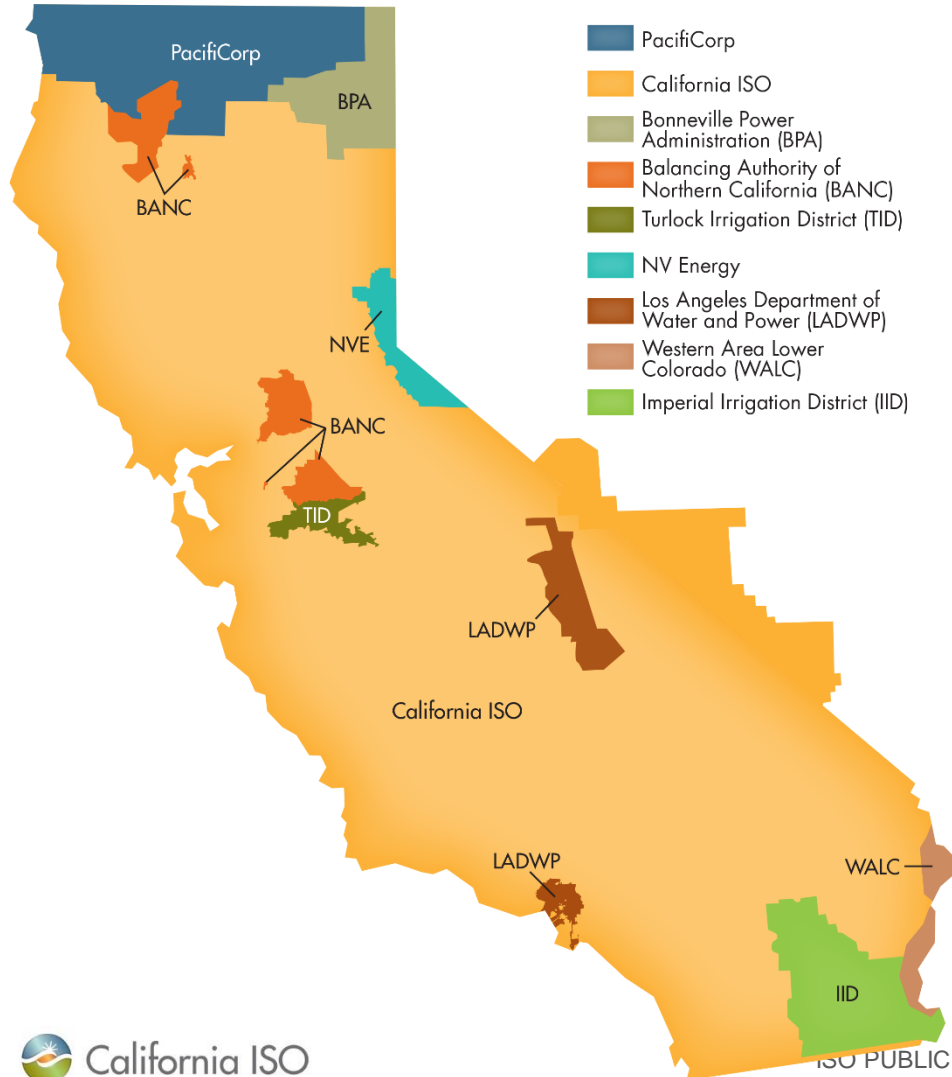 PacifiCorp
BPA
BANC
NVE
BANC
TID
LADWP
California ISO
LADWP
WALC
IID
PacifiCorp
California ISO
Bonneville Power
Administration (BPA)
Balancing Authority of
Northern California (BANC)
Turlock Irrigation District (TID)
NV Energy
Los Angeles Department of
Water and Power (LADWP)
Western Area Lower
Colorado (WALC)
Imperial Irrigation District (IID)
California ISO
ISO PUBLIC